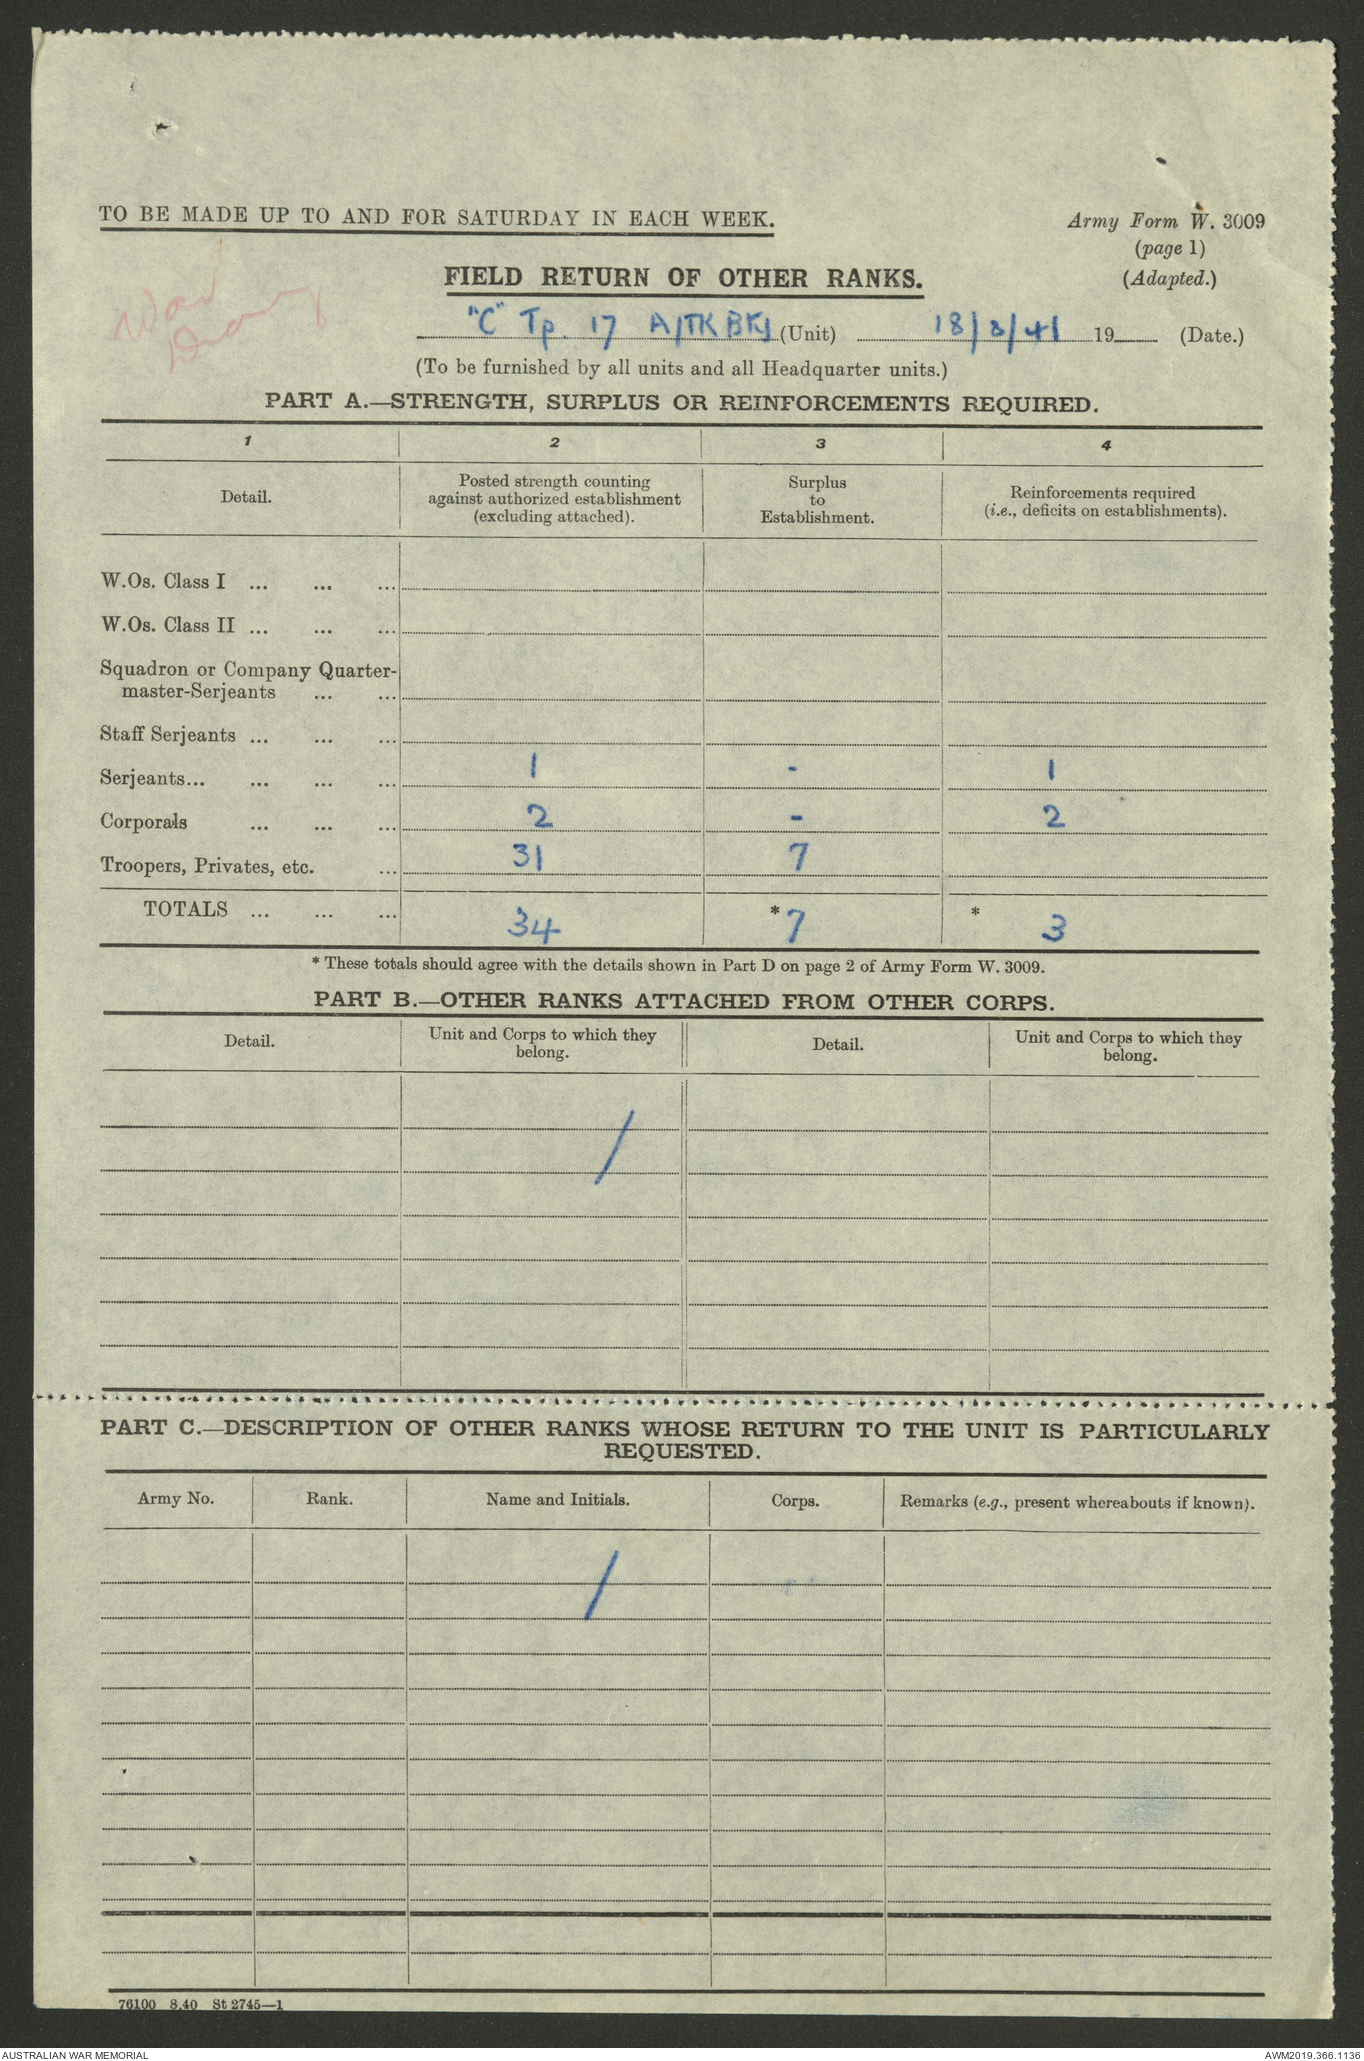 TO BE MADE UP TO AND FOR SATURDAY IN EACH WEEK.
Army Form W. 3009
(page 1)
(Adapted.)
War
Diary
FIELD RETURN OF OTHER RANKS.
"C" Tp. 17 A/TK Bty (Unit) 18/3/41 19 (Date.)
(To be furnished by all units and all Headquarter units.)
PART A.—STRENGTH, SURPLUS OR REINFORCEMENTS REQUIRED.
1 2 3 4
Detail.
Posted strength counting
against authorized establishment
(excluding attached).
Surplus
to
Establishment.
Reinforcements required
(i.e., deficits on establishments).
W.Os. Class I ... ... ...
W.Os. Class II ... ... ...
Squadron or Company Quarter-
master-Serjeants ... ...
Staff Serjeants ... ... ...
Serjeants... ... ... ... 1 - 1
Corporals ... ... ... 2 - 2
Troopers, Privates, etc. ... 31 7
TOTALS ... ... ... 34 * 7 * 3
* These totals should agree with the details shown in Part D on page 2 of Army Form W. 3009.
PART B.—OTHER RANKS ATTACHED FROM OTHER CORPS.
Detail.
Unit and Corps to which they
belong.
Detail.
Unit and Corps to which they
belong.
/
PART C.—DESCRIPTION OF OTHER RANKS WHOSE RETURN TO THE UNIT IS PARTICULARLY
REQUESTED.
Army No. Rank. Name and Initials. Corps. Remarks (e.g., present whereabouts if known).
/
76100 8.40 St 2745—1
AUSTRALIAN WAR MEMORIAL
AWM2019.366.1136